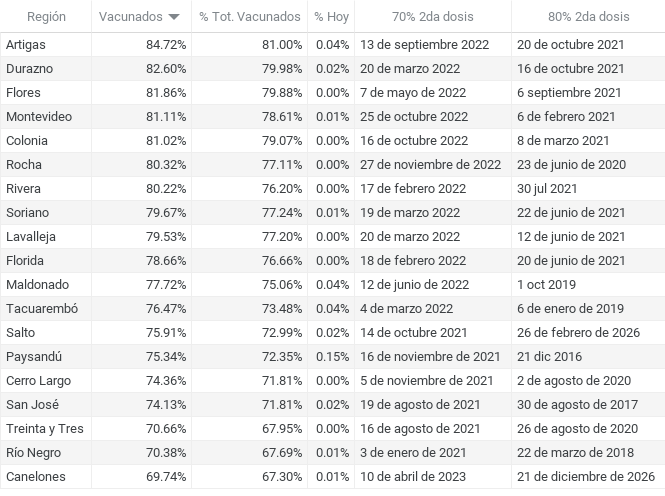 Región Vacunados % Tot. Vacunados % Hoy 70% 2da dosis 80% 2da dosis
Artigas 84.72% 81.00% 0.04% 13 de septiembre 2022 20 de octubre 2021
Durazno 82.60% 79.98% 0.02% 20 de marzo 2022 16 de octubre 2021
Flores 81.86% 79.88% 0.00% 7 de mayo de 2022 6 septiembre 2021
Montevideo 81.11% 78.61% 0.01% 25 de octubre 2022 6 de febrero 2021
Colonia 81.02% 79.07% 0.00% 16 de octubre 2022 8 de marzo 2021
Rocha 80.32% 77.11% 0.00% 27 de noviembre de 2022 23 de junio de 2020
Rivera 80.22% 76.20% 0.00% 17 de febrero 2022 30 jul 2021
Soriano 79.67% 77.24% 0.01% 19 de marzo 2022 22 de junio de 2021
Lavalleja 79.53% 77.20% 0.00% 20 de marzo 2022 12 de junio de 2021
Florida 78.66% 76.66% 0.00% 18 de febrero 2022 20 de junio de 2021
Maldonado 77.72% 75.06% 0.04% 12 de junio de 2022 1 oct 2019
Tacuarembó 76.47% 73.48% 0.04% 4 de marzo 2022 6 de enero de 2019
Salto 75.91% 72.99% 0.02% 14 de octubre 2021 26 de febrero de 2026
Paysandú 75.34% 72.35% 0.15% 16 de noviembre de 2021 21 dic 2016
Cerro Largo 74.36% 71.81% 0.00% 5 de noviembre de 2021 2 de agosto de 2020
San José 74.13% 71.81% 0.02% 19 de agosto de 2021 30 de agosto de 2017
Treinta y Tres 70.66% 67.95% 0.00% 16 de agosto de 2021 26 de agosto de 2020
Río Negro 70.38% 67.69% 0.01% 3 de enero de 2021 22 de marzo de 2018
Canelones 69.74% 67.30% 0.01% 10 de abril de 2023 21 de diciembre de 2026